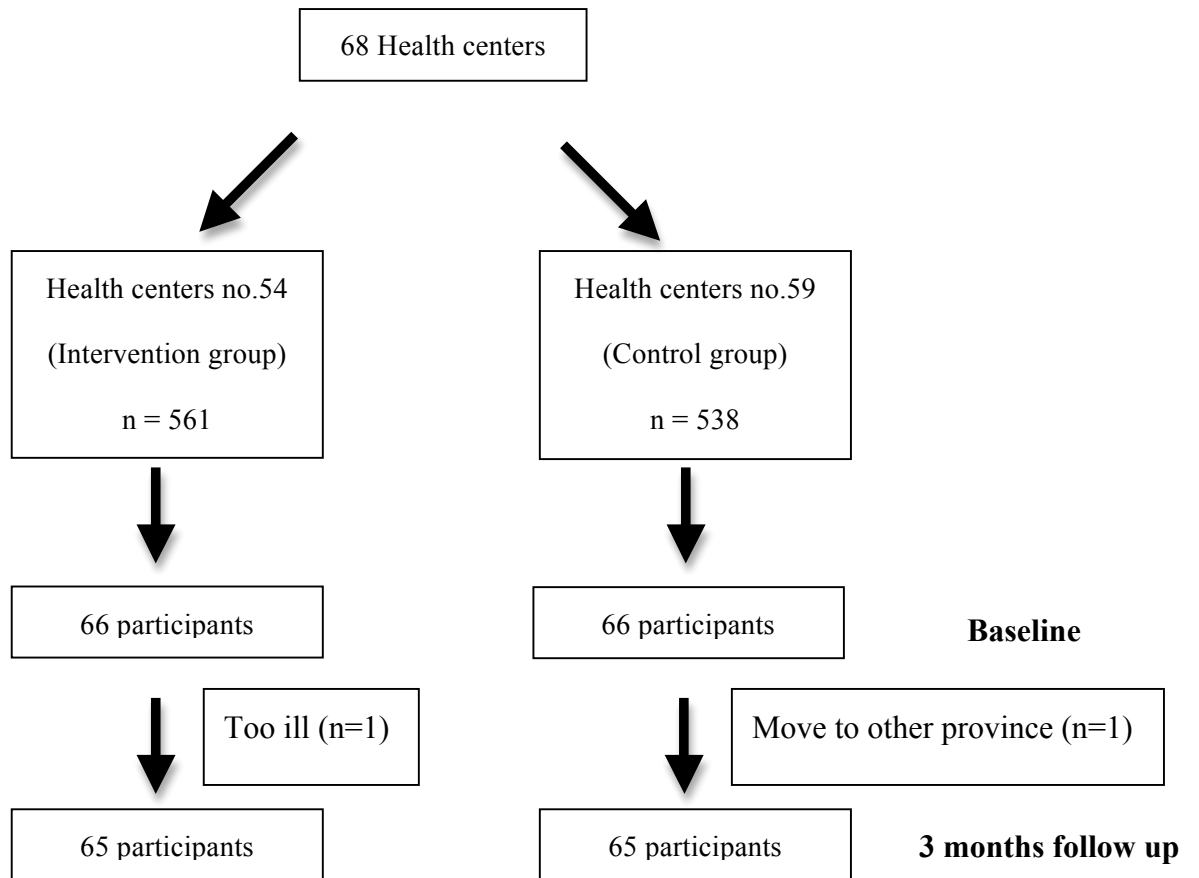 68 Health centers
Health centers no.54
(Intervention group)
n = 561
Health centers no.59
(Control group)
n = 538
66 participants
66 participants
Baseline
Too ill (n=1)
Move to other province (n=1)
65 participants
65 participants
3 months follow up